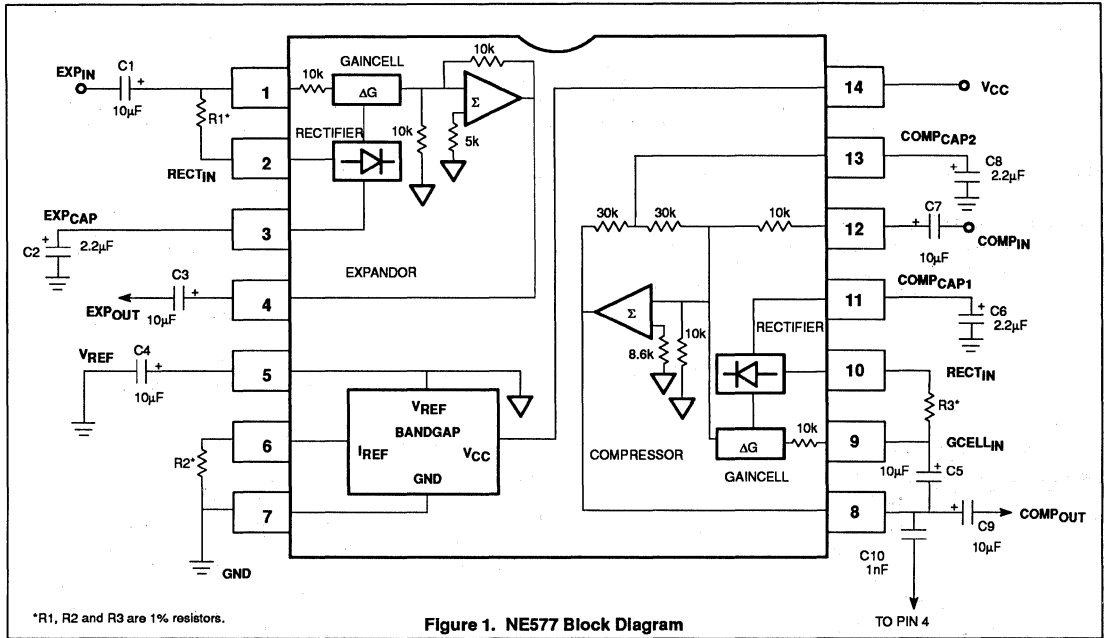 EXPIN
C1
+
10µF
R1*
1
10k
GAINCELL
ΔG
10k
Σ
10k
5k
RECTIFIER
2
RECTIN
EXPCAP
C2
+
2.2µF
3
EXPANDOR
C3
+
EXPOUT
10µF
4
VREF
C4
+
10µF
5
VREF
BANDGAP
IREF
VCC
GND
6
R2*
7
GND
14
VCC
13
COMPCAP2
+
C8
2.2µF
30k
30k
10k
12
+
C7
10µF
COMPIN
11
COMPCAP1
+
C6
2.2µF
Σ
8.6k
10k
RECTIFIER
10
RECTIN
R3*
COMPRESSOR
ΔG
GAINCELL
10k
9
GCELLIN
10µF
+
C5
8
+
C9
10µF
COMPOUT
C10
1nF
TO PIN 4
*R1, R2 and R3 are 1% resistors.
Figure 1. NE577 Block Diagram